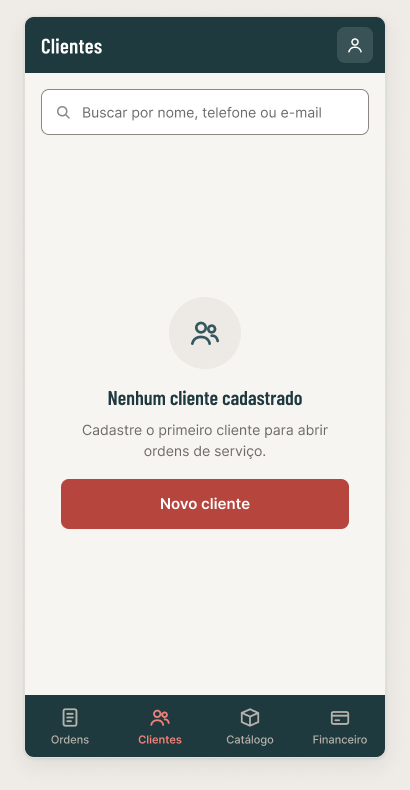 Clientes
Buscar por nome, telefone ou e-mail
Nenhum cliente cadastrado
Cadastre o primeiro cliente para abrir
ordens de serviço.
Novo cliente
Ordens
Clientes
Catálogo
Financeiro